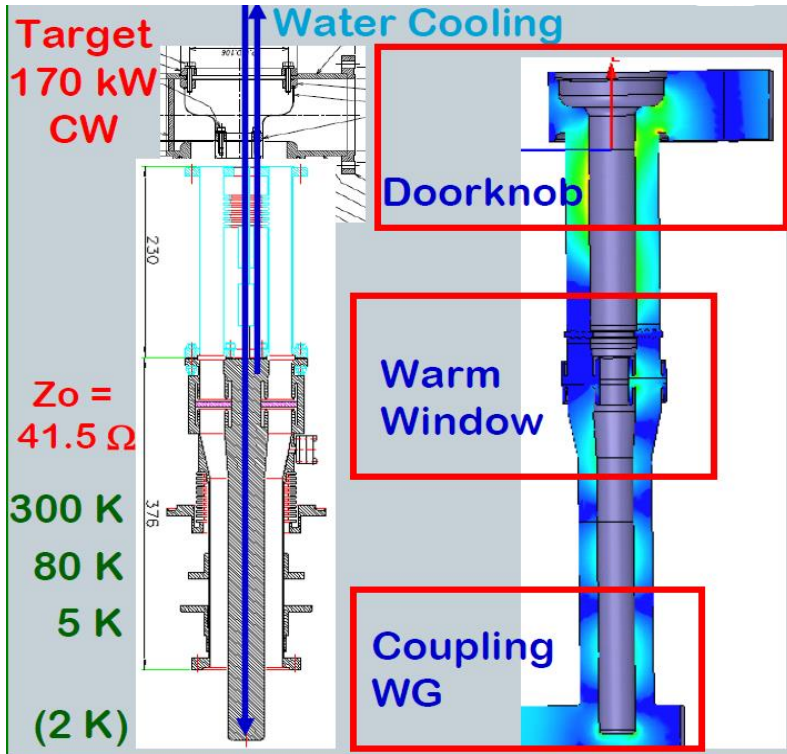 Target
170 kW
CW
Water Cooling
Doorknob
230
Zo =
41.5 Ω
Warm
Window
376
300 K
80 K
5 K
(2 K)
Coupling
WG